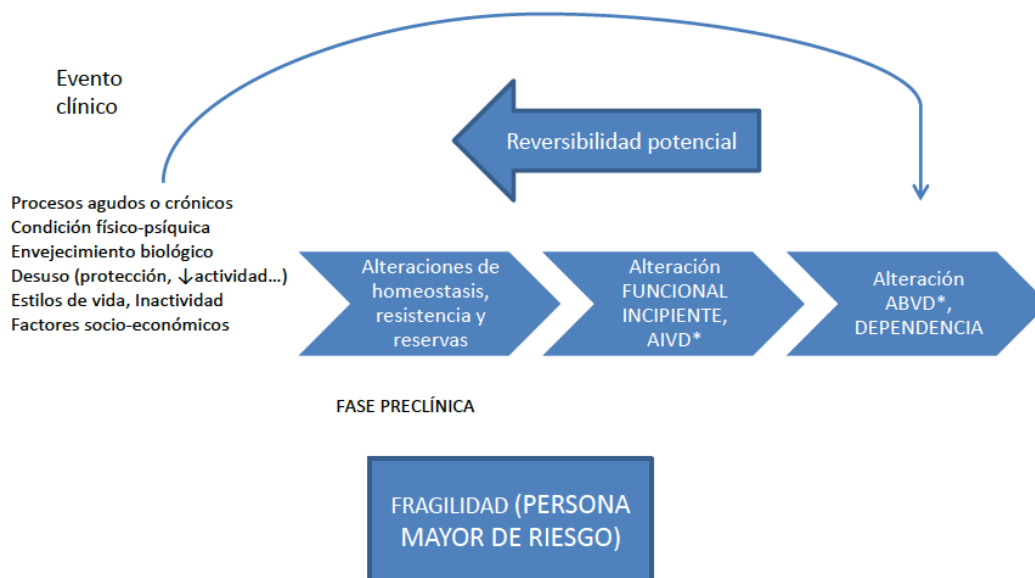 Evento
clínico
Reversibilidad potencial
Procesos agudos o crónicos
Condición físico-psíquica
Envejecimiento biológico
Desuso (protección, ↓actividad…)
Estilos de vida, Inactividad
Factores socio-económicos
Alteraciones de
homeostasis,
resistencia y
reservas
Alteración
FUNCIONAL
INCIPIENTE,
AIVD*
Alteración
ABVD*,
DEPENDENCIA
FASE PRECLÍNICA
FRAGILIDAD (PERSONA
MAYOR DE RIESGO)